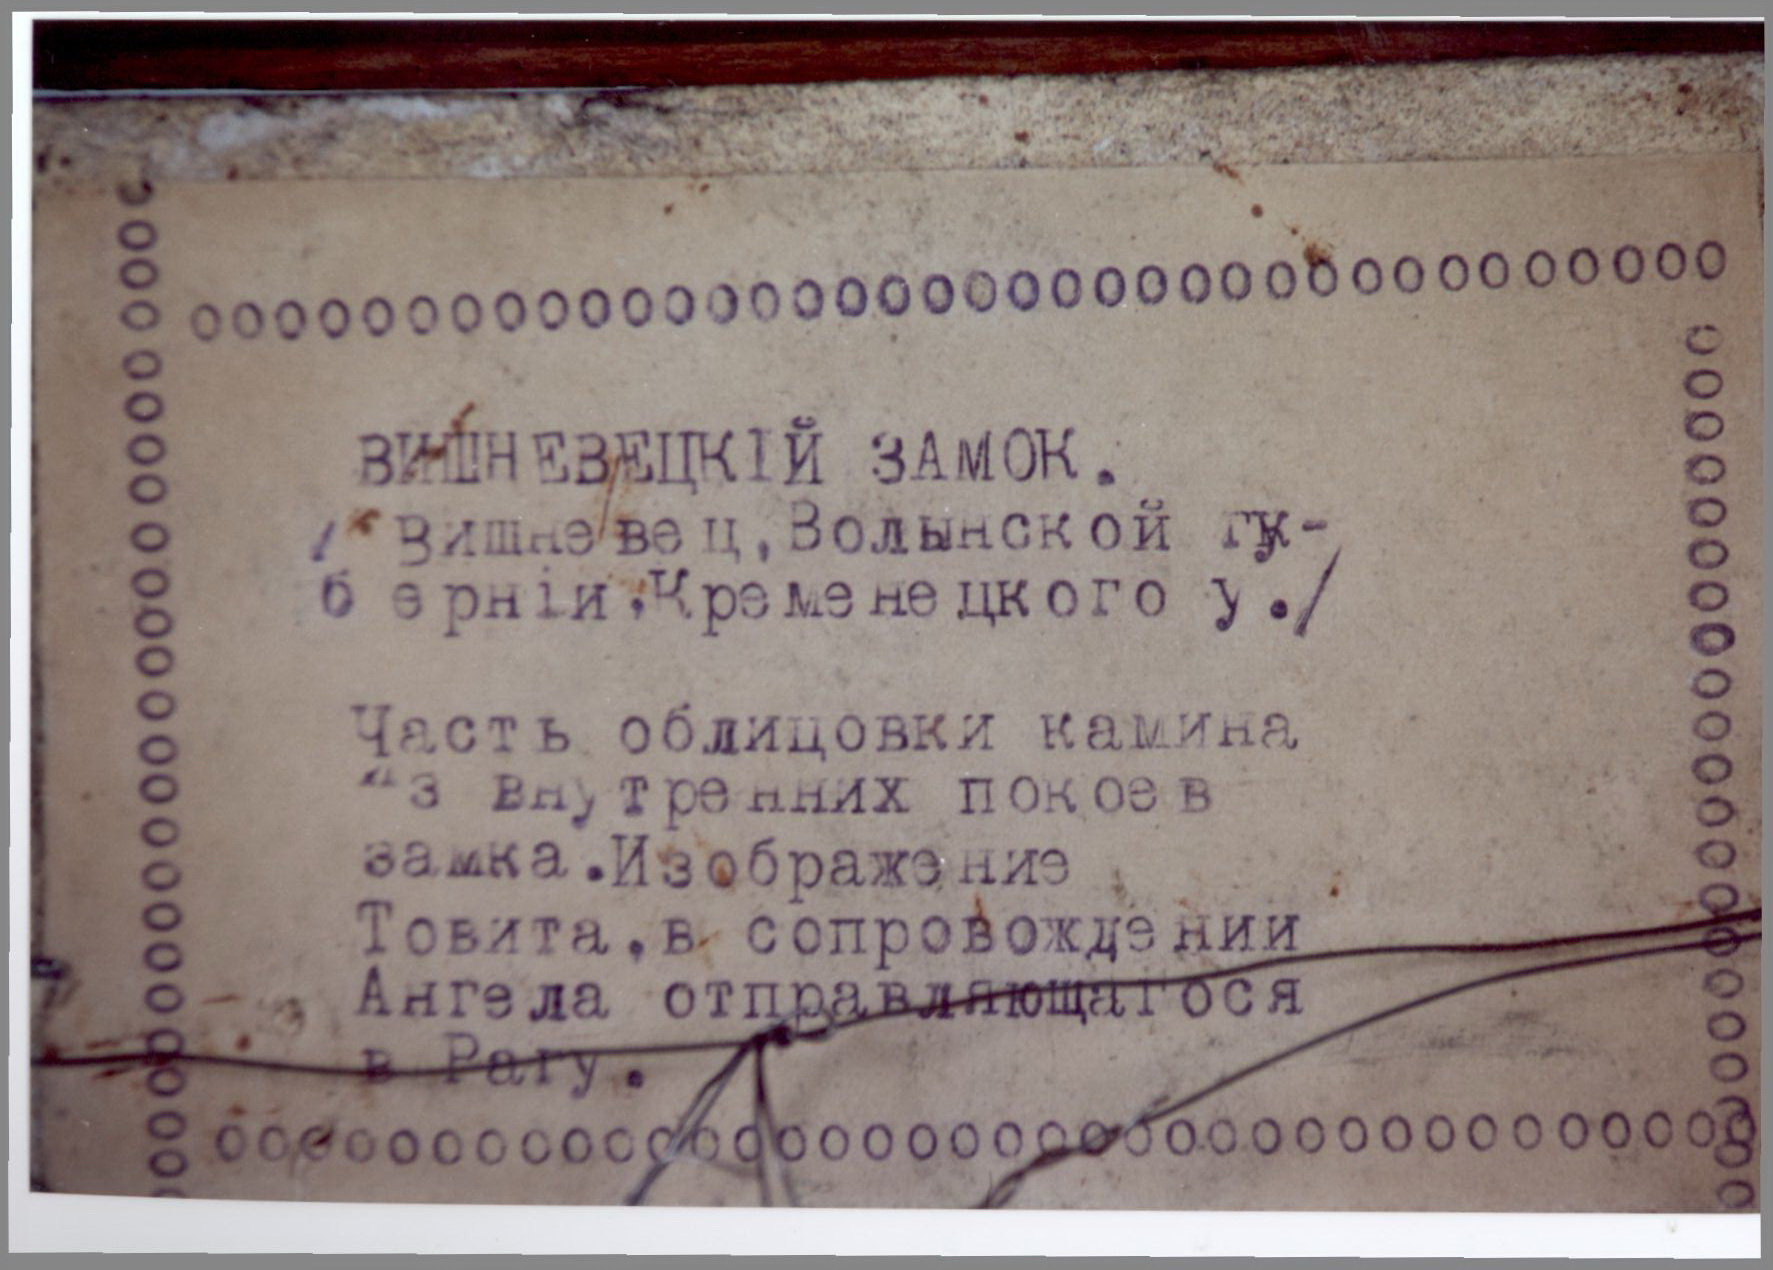 ВИШНЕВЕЦКІЙ ЗАМОК.
/ Вишневец, Волынской гу-
берніи, Кременецкого у./
Часть облицовки камина
из внутренних покоев
замка. Изображение
Товита, в сопровождении
Ангела отправляющагося
в Рагу.